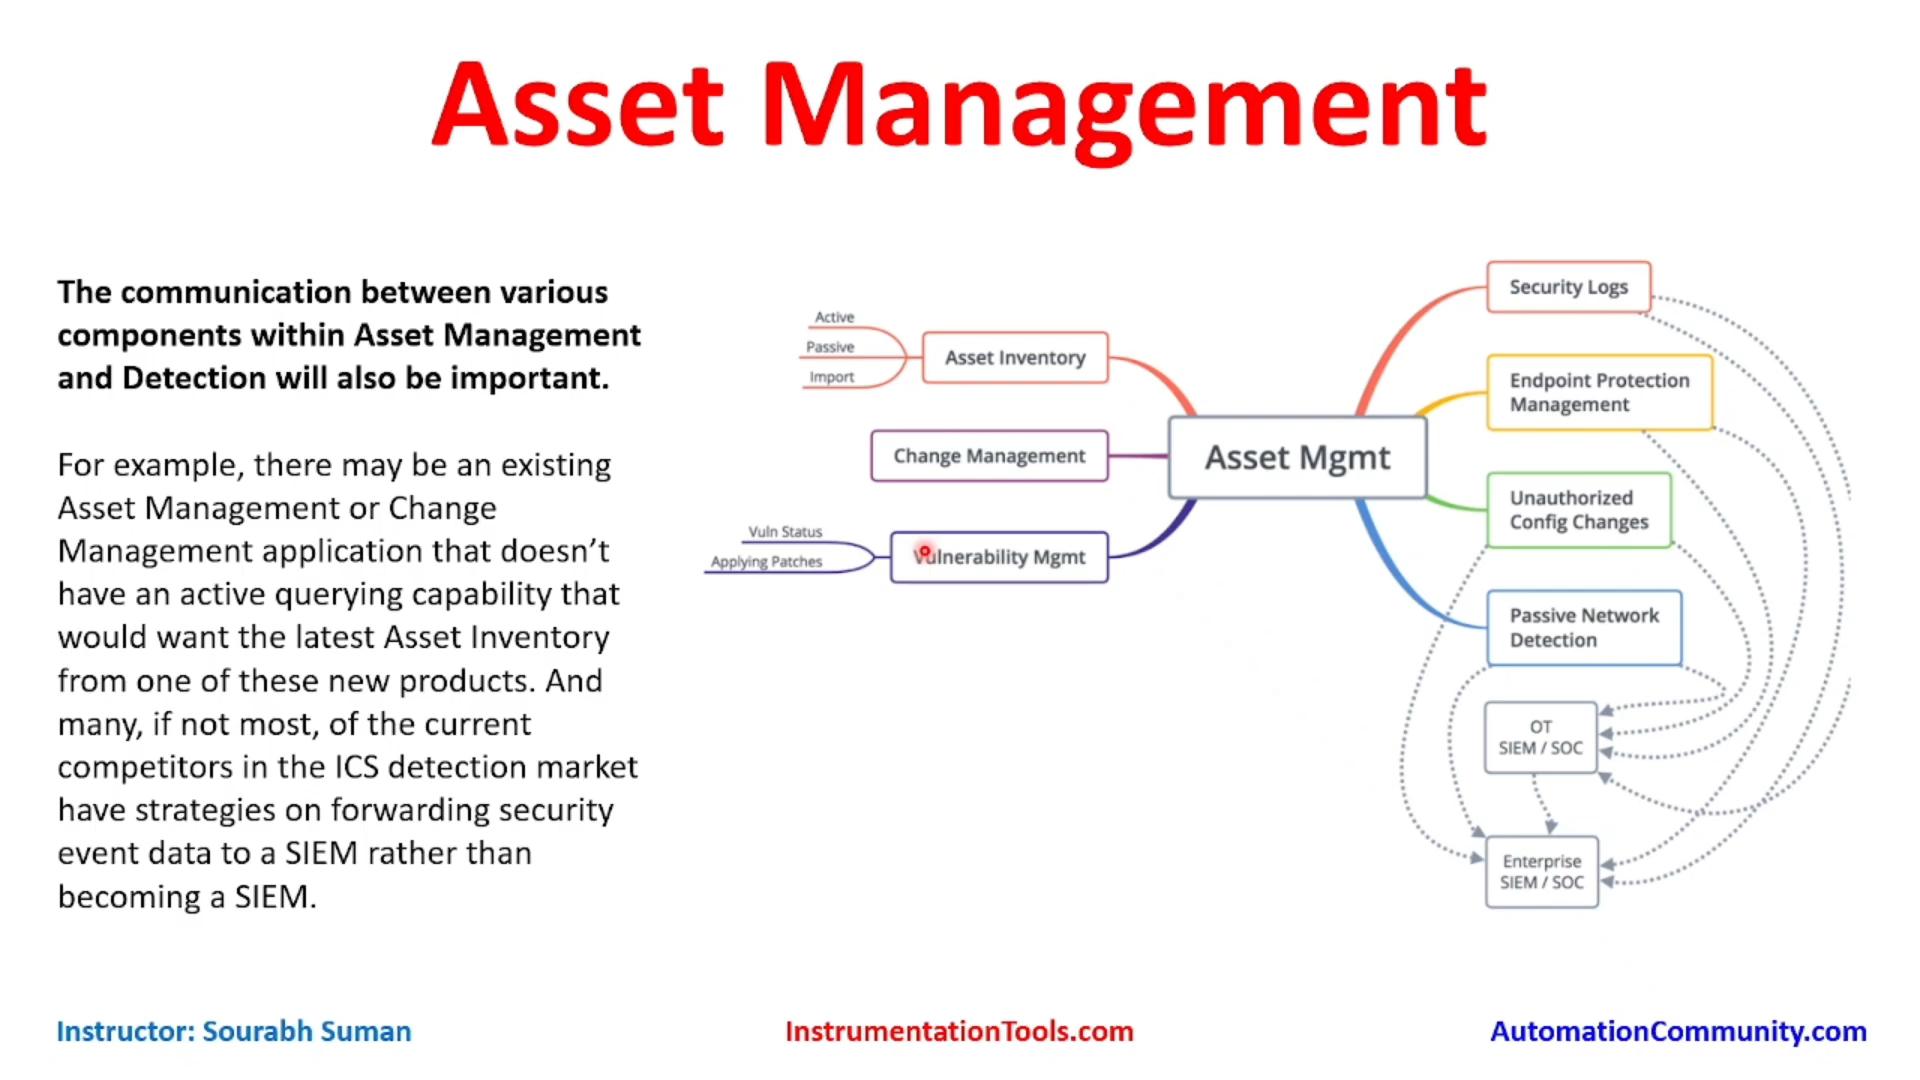 Asset Management
The communication between various
components within Asset Management
and Detection will also be important.
For example, there may be an existing
Asset Management or Change
Management application that doesn’t
have an active querying capability that
would want the latest Asset Inventory
from one of these new products. And
many, if not most, of the current
competitors in the ICS detection market
have strategies on forwarding security
event data to a SIEM rather than
becoming a SIEM.
Active
Passive
Import
Asset Inventory
Change Management
Vuln Status
Applying Patches
Vulnerability Mgmt
Asset Mgmt
Security Logs
Endpoint Protection
Management
Unauthorized
Config Changes
Passive Network
Detection
OT
SIEM / SOC
Enterprise
SIEM / SOC
Instructor: Sourabh Suman
InstrumentationTools.com
AutomationCommunity.com